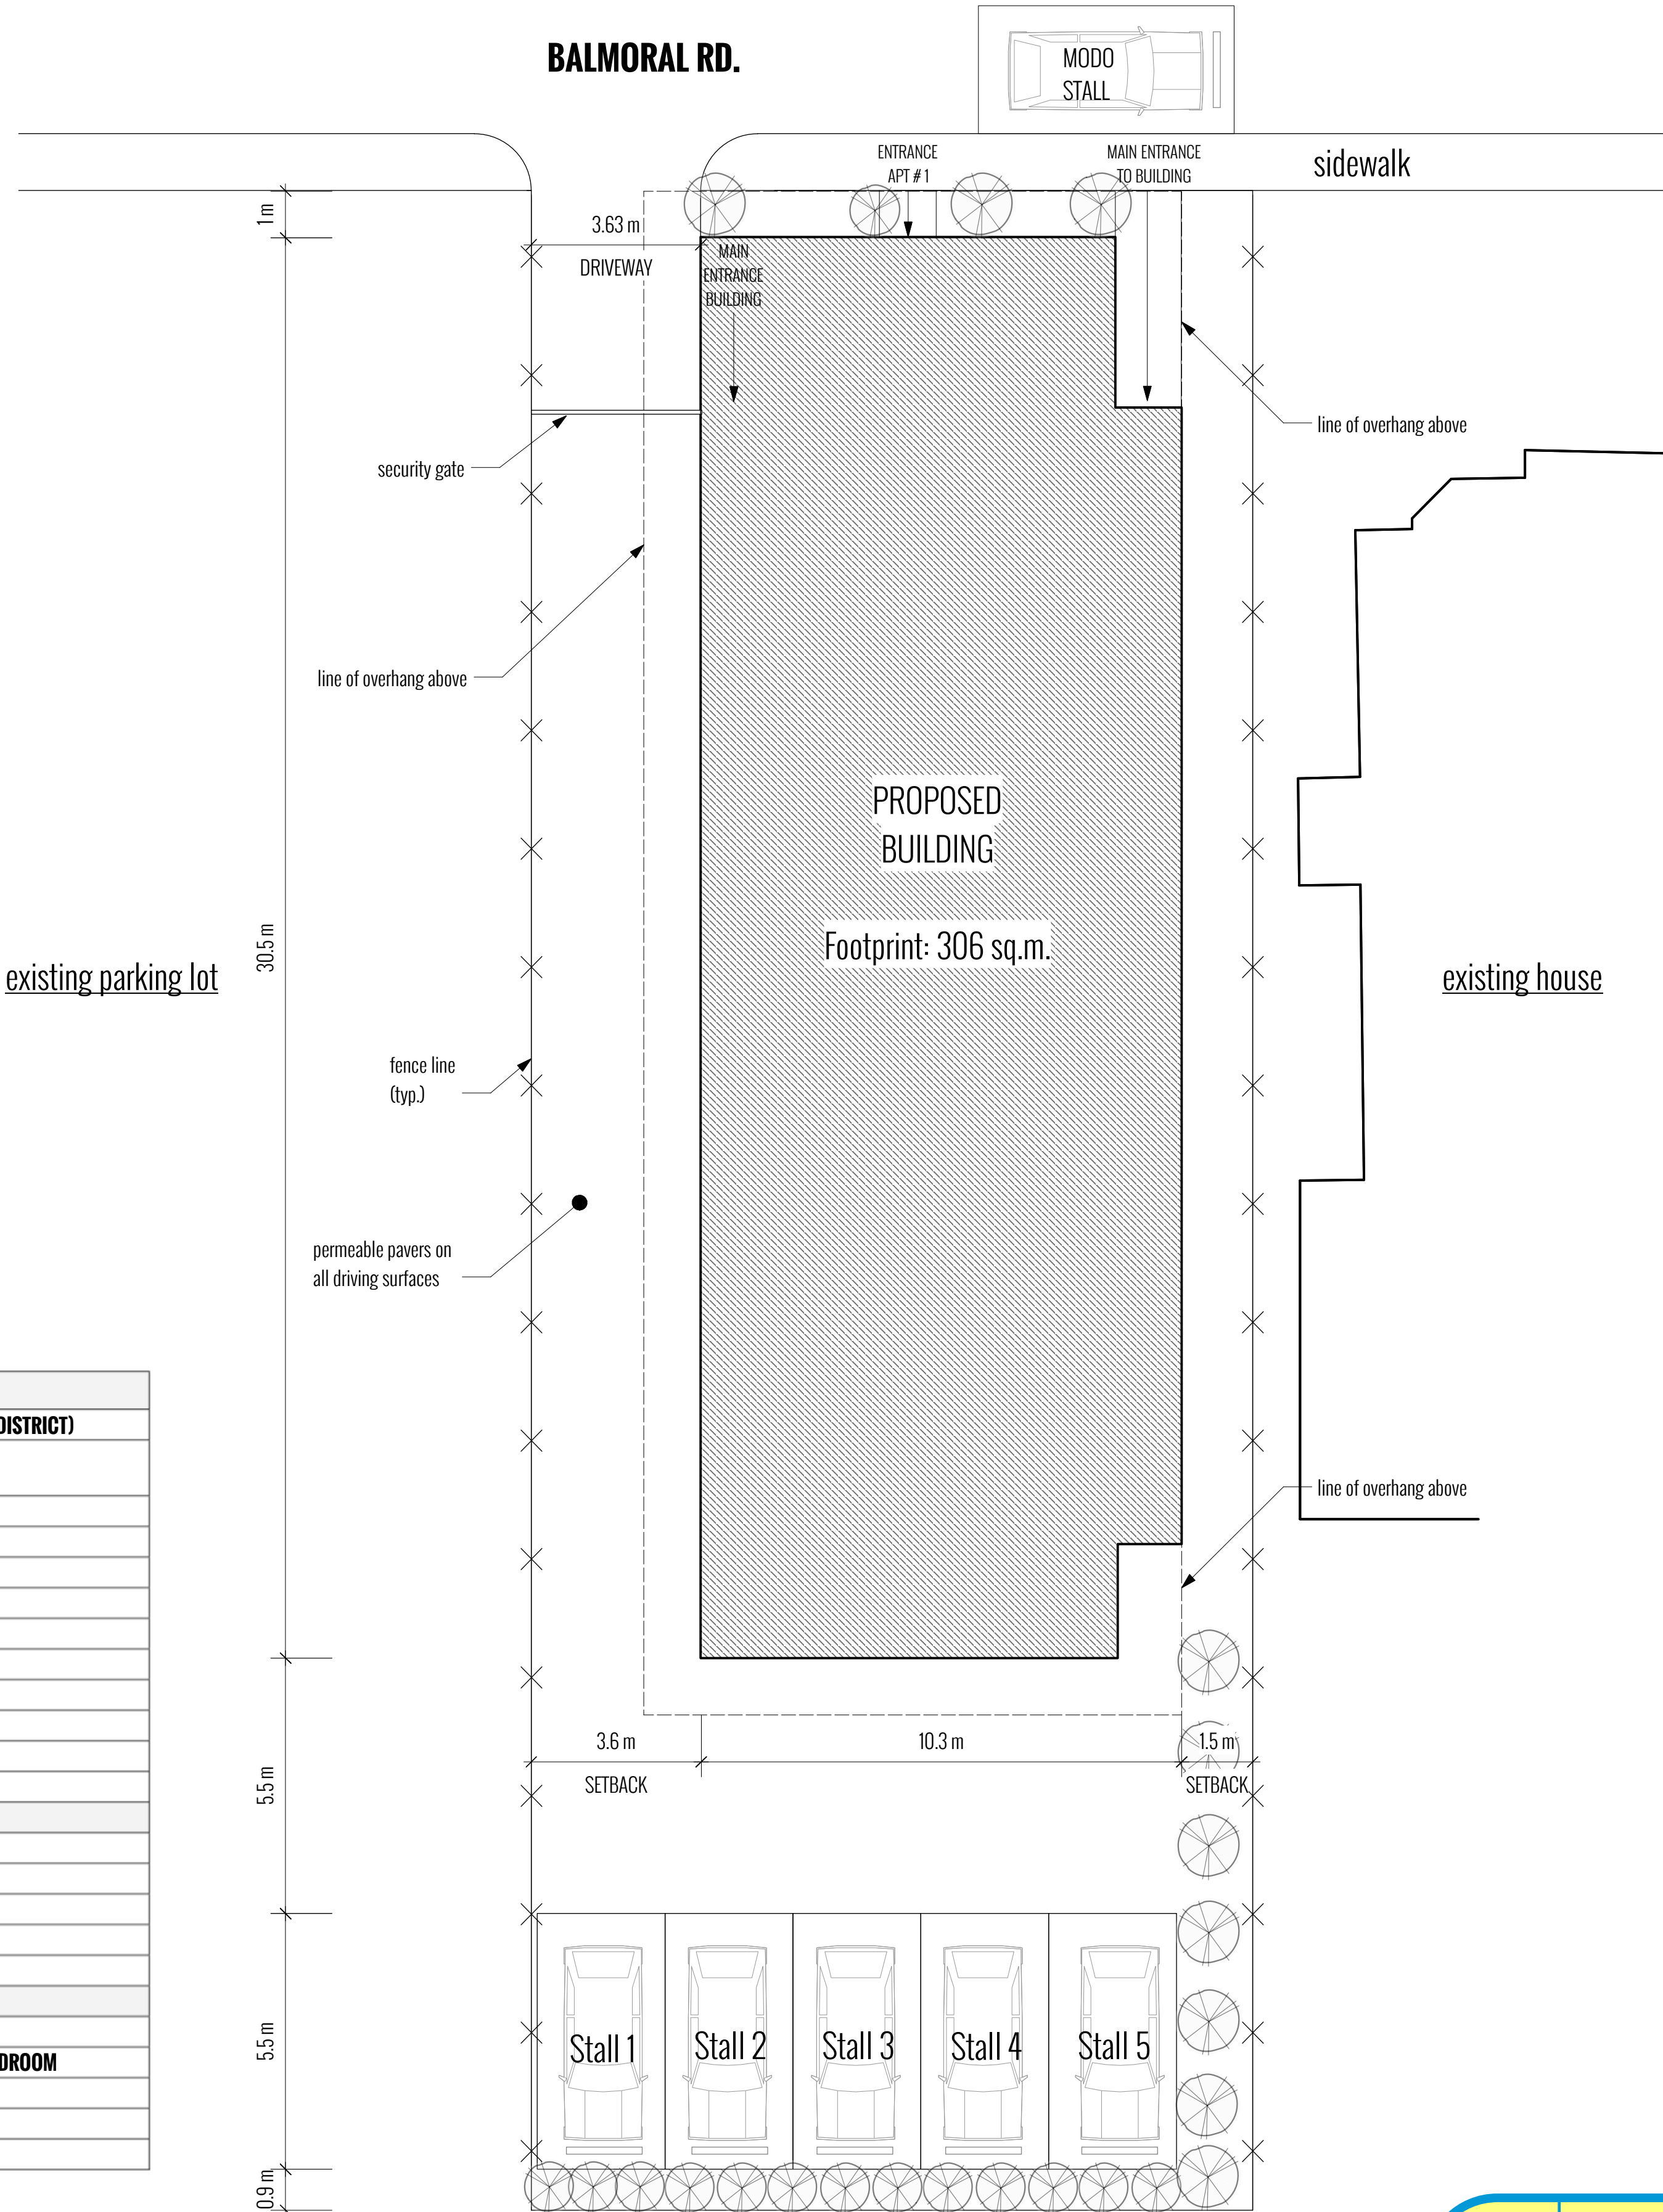 BALMORAL RD.
MODO
STALL
ENTRANCE
APT # 1
MAIN ENTRANCE
TO BUILDING
sidewalk
1 m
3.63 m
DRIVEWAY
MAIN
ENTRANCE
BUILDING
line of overhang above
security gate
line of overhang above
PROPOSED
BUILDING
Footprint: 306 sq.m.
30.5 m
existing parking lot
existing house
fence line
(typ.)
permeable pavers on
all driving surfaces
DISTRICT)
line of overhang above
3.6 m
SETBACK
10.3 m
1.5 m
SETBACK
5.5 m
5.5 m
Stall 1
Stall 2
Stall 3
Stall 4
Stall 5
DROOM
0.9 m